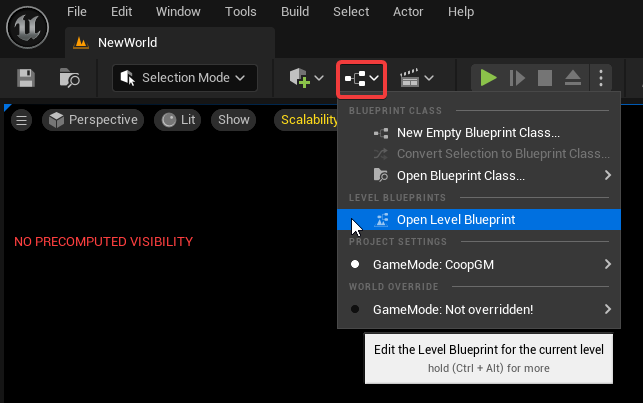 File Edit Window Tools Build Select Actor Help
NewWorld
Selection Mode
Perspective Lit Show Scalability
BLUEPRINT CLASS
New Empty Blueprint Class...
Convert Selection to Blueprint Class...
Open Blueprint Class...
LEVEL BLUEPRINTS
Open Level Blueprint
NO PRECOMPUTED VISIBILITY
PROJECT SETTINGS
GameMode: CoopGM
WORLD OVERRIDE
GameMode: Not overridden!
Edit the Level Blueprint for the current level
hold (Ctrl + Alt) for more